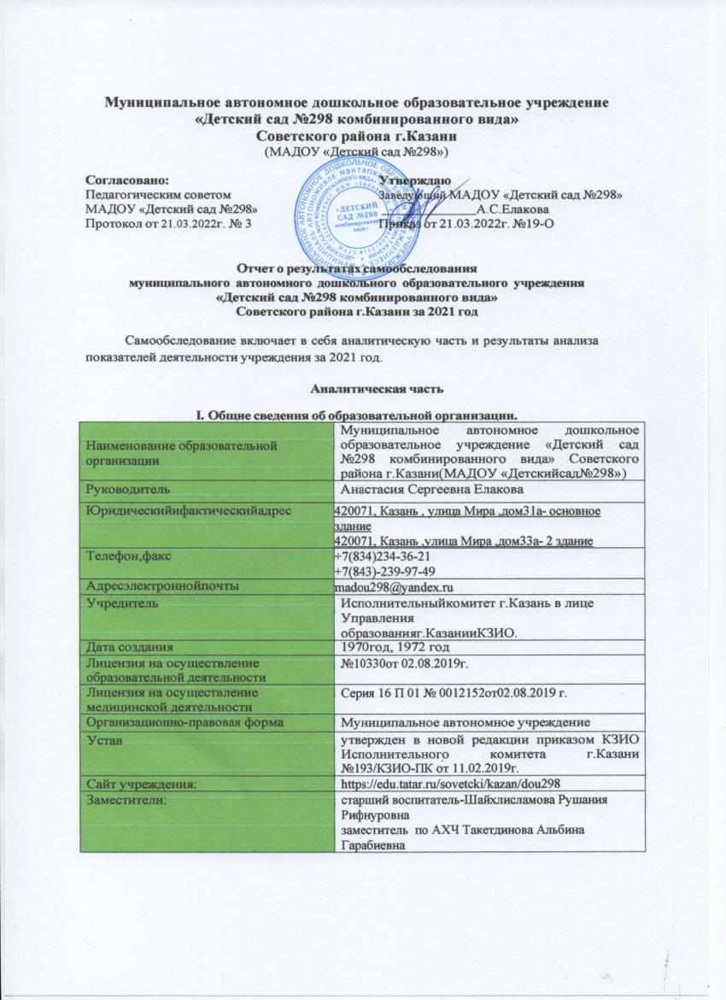 Муниципальное автономное дошкольное образовательное учреждение
«Детский сад №298 комбинированного вида»
Советского района г.Казани
(МАДОУ «Детский сад №298»)
Согласовано:
Педагогическим советом
МАДОУ «Детский сад №298»
Протокол от 21.03.2022г. № 3
Утверждаю
Заведующий МАДОУ «Детский сад №298»
_______________А.С.Елакова
Приказ от 21.03.2022г. №19-О
«ДЕТСКИЙ
САД №298
комбинированного
вида»
Отчет о результатах самообследования
муниципального автономного дошкольного образовательного учреждения
«Детский сад №298 комбинированного вида»
Советского района г.Казани за 2021 год
Самообследование включает в себя аналитическую часть и результаты анализа
показателей деятельности учреждения за 2021 год.
Аналитическая часть
I. Общие сведения об образовательной организации.
Наименование образовательной
организации
Муниципальное автономное дошкольное
образовательное учреждение «Детский сад
№298 комбинированного вида» Советского
района г.Казани(МАДОУ «Детскийсад№298»)
Руководитель
Анастасия Сергеевна Елакова
Юридическийифактическийадрес
420071, Казань , улица Мира ,дом31а- основное
здание
420071, Казань ,улица Мира ,дом33а- 2 здание
Телефон,факс
+7(834)234-36-21
+7(843)-239-97-49
Адресэлектроннойпочты
madou298@yandex.ru
Учредитель
Исполнительныйкомитет г.Казань в лице
Управления
образованияг.КазанииКЗИО.
Дата создания
1970год, 1972 год
Лицензия на осуществление
образовательной деятельности
№10330от 02.08.2019г.
Лицензия на осуществление
медицинской деятельности
Серия 16 П 01 № 0012152от02.08.2019 г.
Организационно-правовая форма
Муниципальное автономное учреждение
Устав
утвержден в новой редакции приказом КЗИО
Исполнительного комитета г.Казани
№193/КЗИО-ПК от 11.02.2019г.
Сайт учреждения:
https://edu.tatar.ru/sovetcki/kazan/dou298
Заместители:
старший воспитатель-Шайхлисламова Рушания
Рифнуровна
заместитель по АХЧ Такетдинова Альбина
Гарабиевна